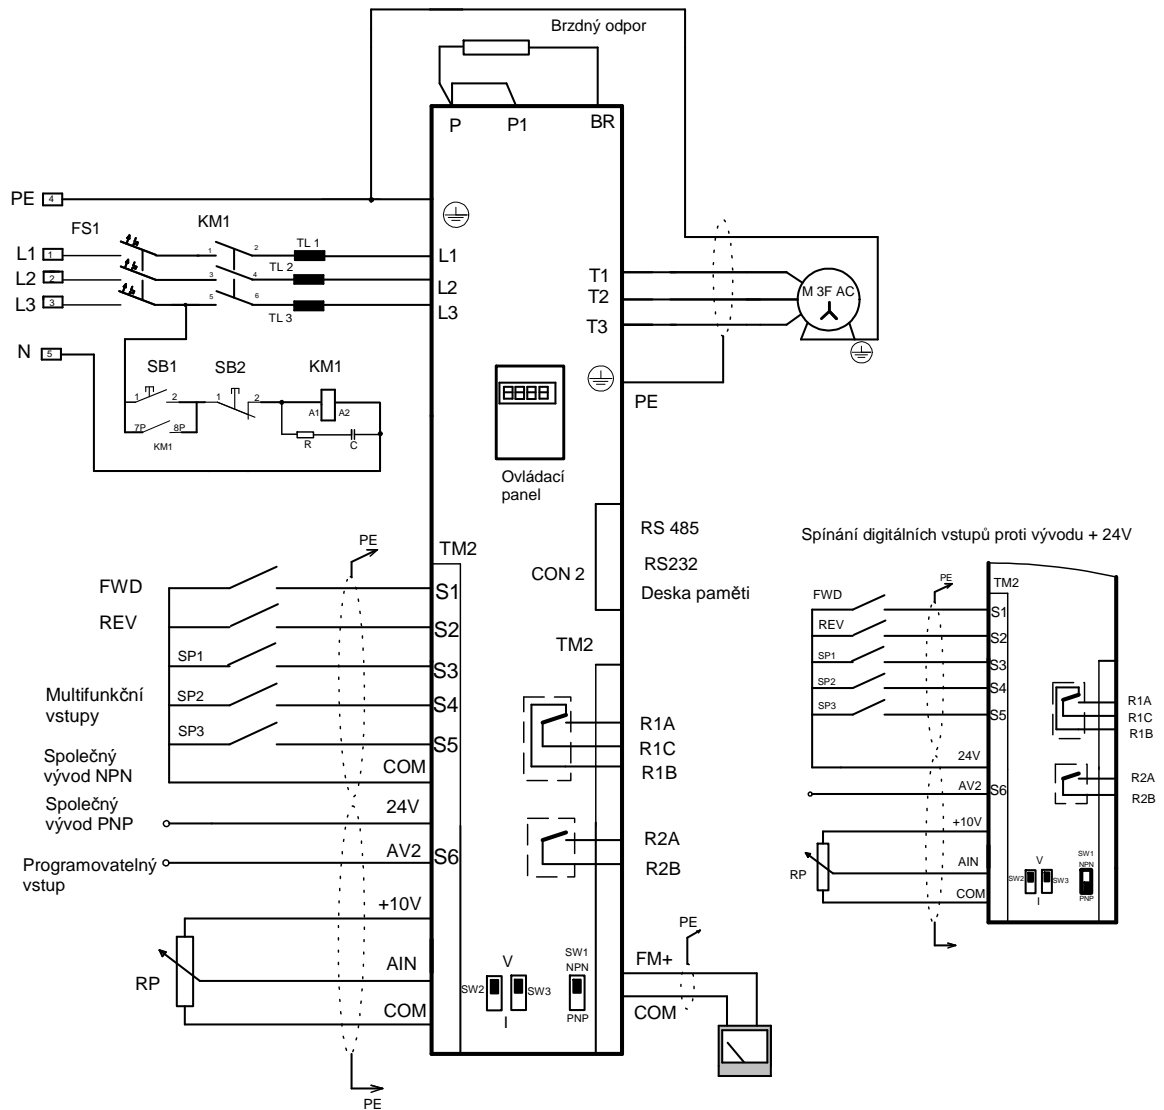 Brzdný odpor
P P1 BR
PE 4
FS1 KM1
L1 1 1 2 TL 1 L1
L2 2 3 4 TL 2 L2
L3 3 5 6 TL 3 L3
T1
T2
T3
M 3F AC
N 5
SB1 SB2 KM1
1 2 1 2 A1 A2
7P 8P R C
KM1
PE
Ovládací
panel
RS 485
CON 2 RS232
Deska paměti
PE
TM2
FWD S1
REV S2
SP1 S3
SP2 S4
SP3 S5
Multifunkční
vstupy
Společný
vývod NPN
COM
Společný
vývod PNP
24V
Programovatelný
vstup
AV2 S6
+10V
AIN
RP
COM
PE
TM2
R1A
R1C
R1B
R2A
R2B
V
SW2 SW3
I
SW1
NPN
PNP
PE
FM+
COM
Spínání digitálních vstupů proti vývodu + 24V
PE
TM2
FWD S1
REV S2
SP1 S3
SP2 S4
SP3 S5
R1A
R1C
R1B
24V
R2A
AV2 S6
R2B
+10V
AIN
RP
COM
V
SW2 SW3
I
SW1
NPN
PNP